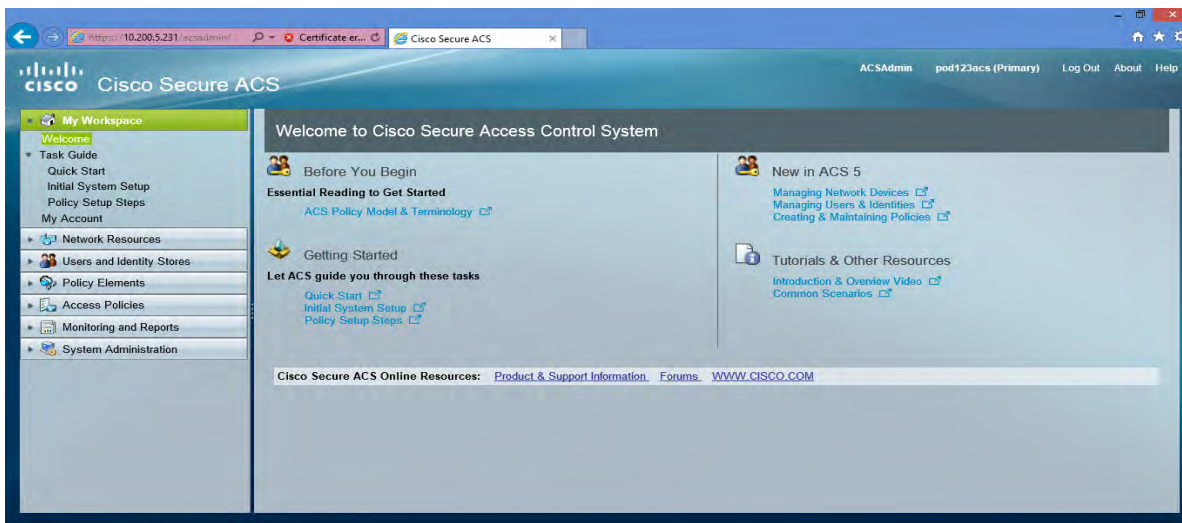 https://10.200.5.231/acsadmin/
Certificate er...
Cisco Secure ACS
CISCO Cisco Secure ACS
ACSAdmin pod123acs (Primary) Log Out About Help
My Workspace
Welcome
Task Guide
Quick Start
Initial System Setup
Policy Setup Steps
My Account
Network Resources
Users and Identity Stores
Policy Elements
Access Policies
Monitoring and Reports
System Administration
Welcome to Cisco Secure Access Control System
Before You Begin
Essential Reading to Get Started
ACS Policy Model & Terminology
Getting Started
Let ACS guide you through these tasks
Quick Start
Initial System Setup
Policy Setup Steps
New in ACS 5
Managing Network Devices
Managing Users & Identities
Creating & Maintaining Policies
Tutorials & Other Resources
Introduction & Overview Video
Common Scenarios
Cisco Secure ACS Online Resources: Product & Support Information Forums WWW.CISCO.COM